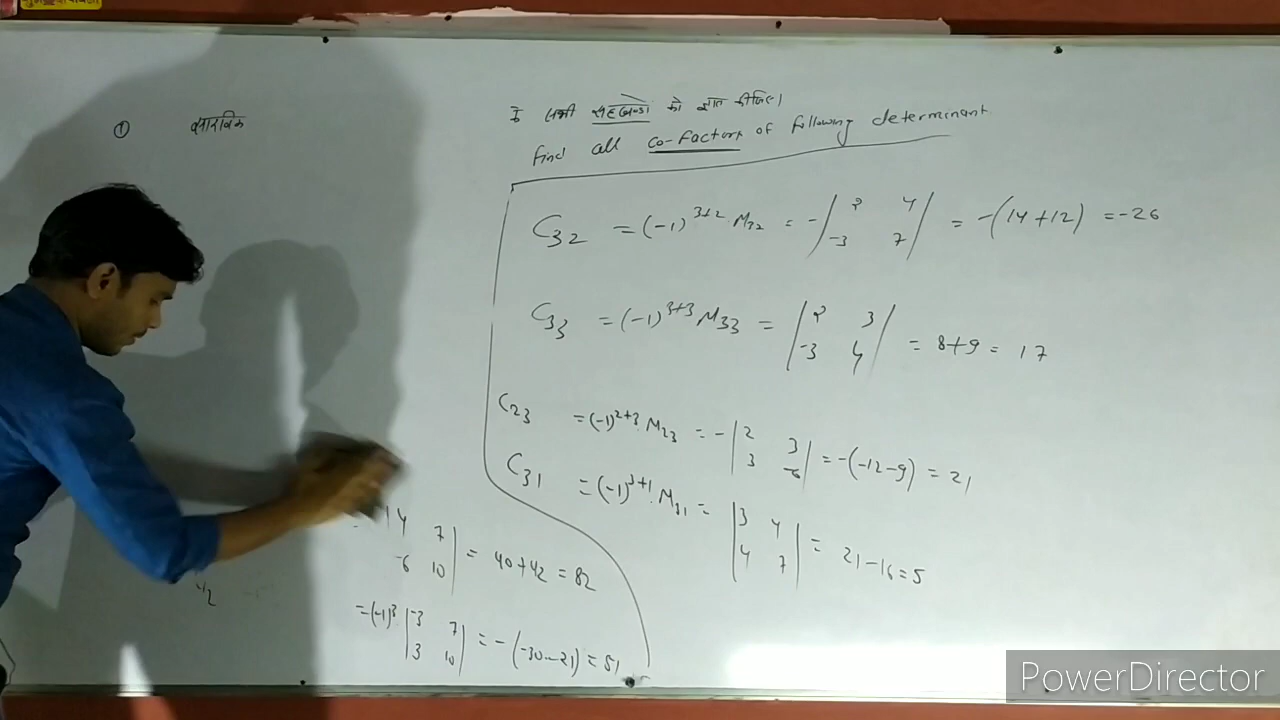 ① सारणिक
के सभी सहखण्डों को ज्ञात कीजिए।
find all co-factors of following determinant
C32 = (-1)^3+2 M32 = - | 2 4 | = -(14+12) = -26
-3 7
C33 = (-1)^3+3 M33 = | 2 3 | = 8+9 = 17
-3 4
C23 = (-1)^2+3 M23 = - | 2 3 | = -(-12-9) = 21
3 -6
C31 = (-1)^3+1 M31 = | 3 4 | = 21-16=5
4 7
4 7 | = 40+42 = 82
-6 10
= (-1)^3 | -3 7 | = -(-30-21) = 51
3 10
PowerDirector